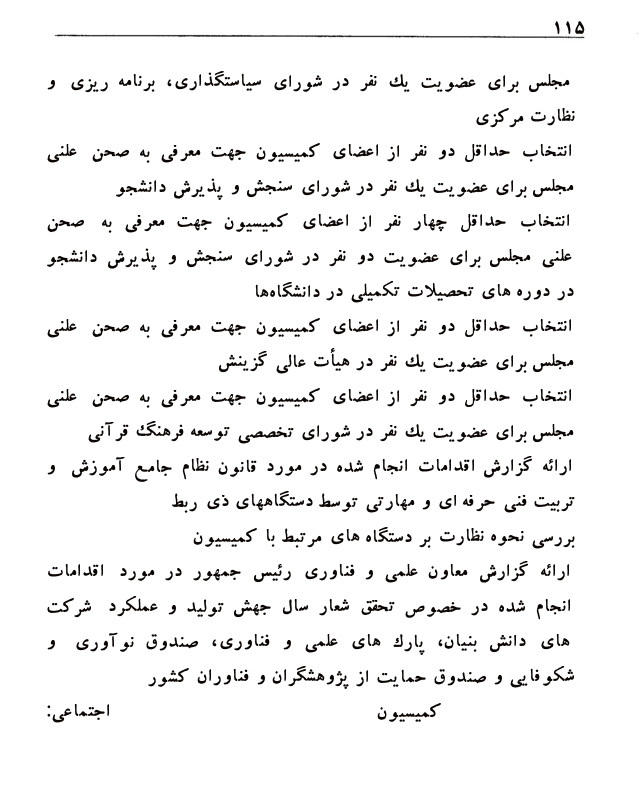 ۱۱۵
مجلس برای عضویت یك نفر در شورای سیاستگذاری، برنامه ریزی و
نظارت مرکزی
انتخاب حداقل دو نفر از اعضای کمیسیون جهت معرفی به صحن علنی
مجلس برای عضویت یك نفر در شورای سنجش و پذیرش دانشجو
انتخاب حداقل چهار نفر از اعضای کمیسیون جهت معرفی به صحن
علنی مجلس برای عضویت دو نفر در شورای سنجش و پذیرش دانشجو
در دوره های تحصیلات تکمیلی در دانشگاه‌ها
انتخاب حداقل دو نفر از اعضای کمیسیون جهت معرفی به صحن علنی
مجلس برای عضویت یك نفر در هیأت عالی گزینش
انتخاب حداقل دو نفر از اعضای کمیسیون جهت معرفی به صحن علنی
مجلس برای عضویت یك نفر در شورای تخصصی توسعه فرهنگ قرآنی
ارائه گزارش اقدامات انجام شده در مورد قانون نظام جامع آموزش و
تربیت فنی حرفه ای و مهارتی توسط دستگاههای ذی ربط
بررسی نحوه نظارت بر دستگاه های مرتبط با کمیسیون
ارائه گزارش معاون علمی و فناوری رئیس جمهور در مورد اقدامات
انجام شده در خصوص تحقق شعار سال جهش تولید و عملکرد شرکت
های دانش بنیان، پارك های علمی و فناوری، صندوق نوآوری و
شکوفایی و صندوق حمایت از پژوهشگران و فناوران کشور
کمیسیون اجتماعی: